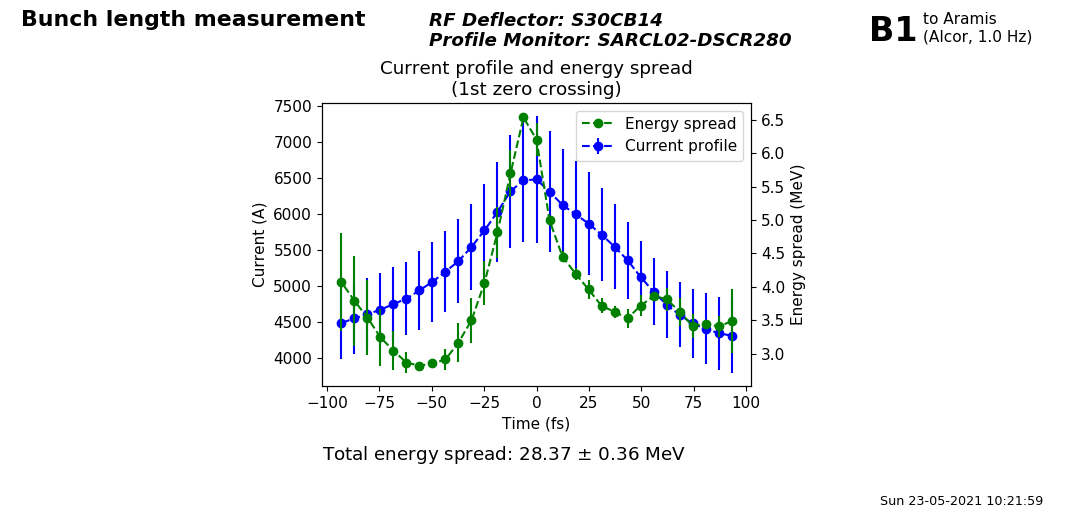 Bunch length measurement
RF Deflector: S30CB14
Profile Monitor: SARCL02-DSCR280
B1
to Aramis
(Alcor, 1.0 Hz)
Current profile and energy spread
(1st zero crossing)
Energy spread
Current profile
Current (A)
7500
7000
6500
6000
5500
5000
4500
4000
6.5
6.0
5.5
5.0
4.5
4.0
3.5
3.0
Energy spread (MeV)
−100 −75 −50 −25 0 25 50 75 100
Time (fs)
Total energy spread: 28.37 ± 0.36 MeV
Sun 23-05-2021 10:21:59